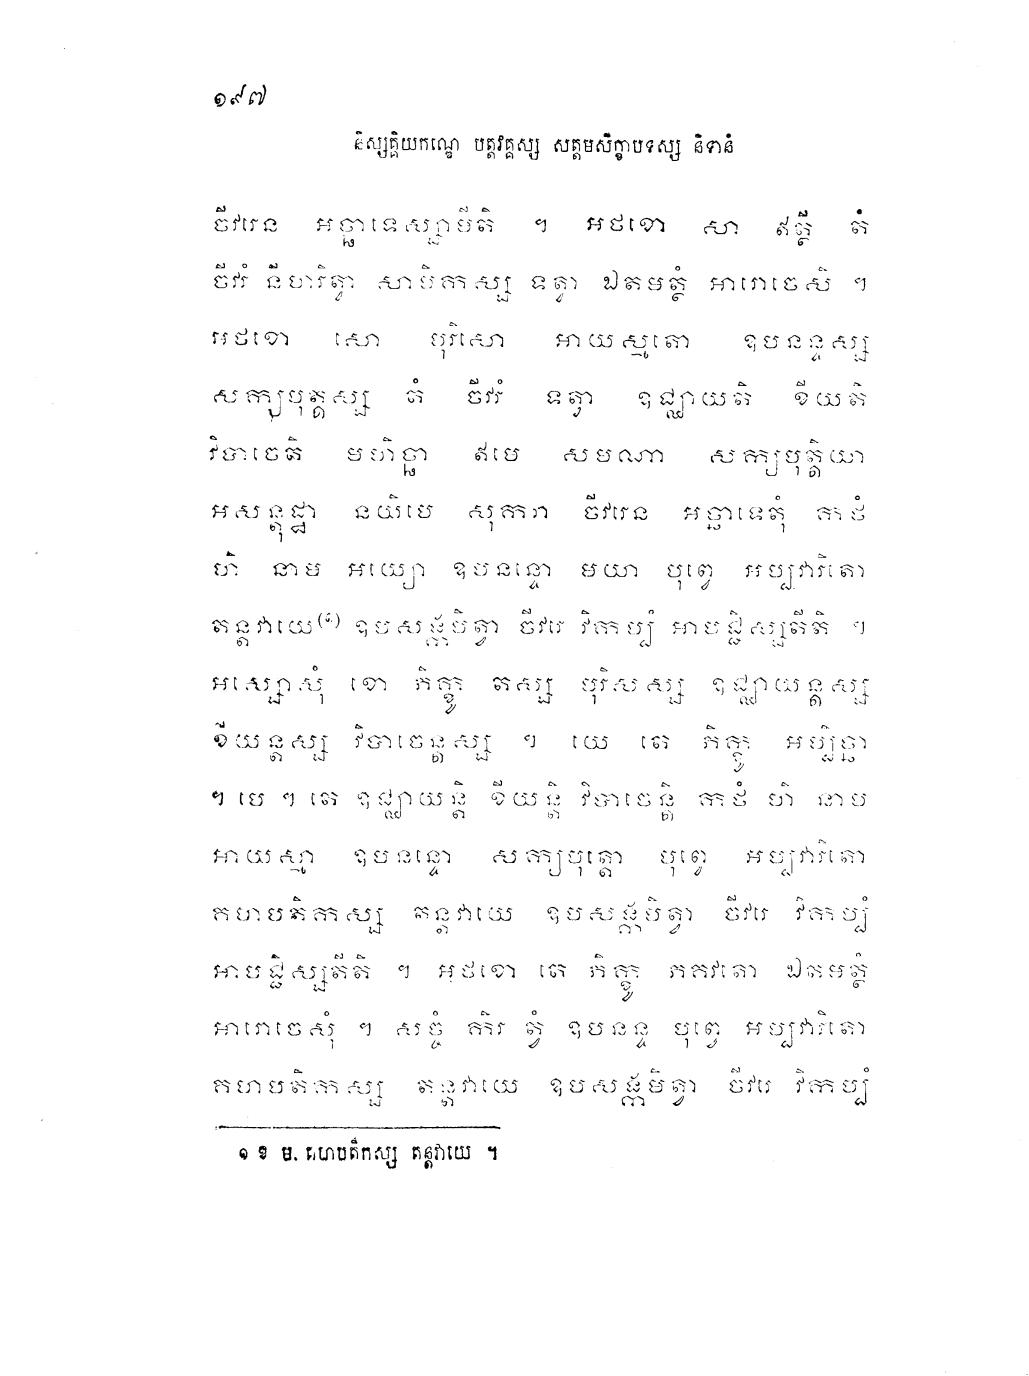 ១៩៧
និស្សគ្គិយកណ្ឌេ បត្តវគ្គស្ស សត្តមសិក្ខាបទស្ស និទានំ
ចីវរេន អច្ឆាទេស្សាមីតិ ។ អថខោ សា ឥត្ថី តំ
ចីវរំ នីហរិត្វា សាមិកស្ស ទត្វា ឯតមត្ថំ អារោចេសិ ។
អថខោ សោ បុរិសោ អាយស្មតោ ឧបនន្ទស្ស
សក្យបុត្តស្ស តំ ចីវរំ ទត្វា ឧជ្ឈាយតិ ខីយតិ
វិបាចេតិ មហិច្ឆា ឥមេ សមណា សក្យបុត្តិយា
អសន្តុដ្ឋា នយិមេ សុករា ចីវរេន អច្ឆាទេតុំ កថំ
ហិ នាម អយ្យោ ឧបនន្ទោ មយា បុព្វេ អប្បវារិតោ
តន្តវាយេ(១) ឧបសង្កមិត្វា ចីវរេ វិកប្បំ អាបជ្ជិស្សតីតិ ។
អស្សោសុំ ខោ ភិក្ខូ តស្ស បុរិសស្ស ឧជ្ឈាយន្តស្ស
ខីយន្តស្ស វិបាចេន្តស្ស ។ យេ តេ ភិក្ខូ អប្បិច្ឆា
។ បេ ។ តេ ឧជ្ឈាយន្តិ ខីយន្តិ វិបាចេន្តិ កថំ ហិ នាម
អាយស្មា ឧបនន្ទោ សក្យបុត្តោ បុព្វេ អប្បវារិតោ
គហបតិកស្ស តន្តវាយេ ឧបសង្កមិត្វា ចីវរេ វិកប្បំ
អាបជ្ជិស្សតីតិ ។ អថខោ តេ ភិក្ខូ ភគវតោ ឯតមត្ថំ
អារោចេសុំ ។ សច្ចំ កិរ ត្វំ ឧបនន្ទ បុព្វេ អប្បវារិតោ
គហបតិកស្ស តន្តវាយេ ឧបសង្កមិត្វា ចីវរេ វិកប្បំ
១ ឱ ម. គហបតិកស្ស តន្តវាយេ ។